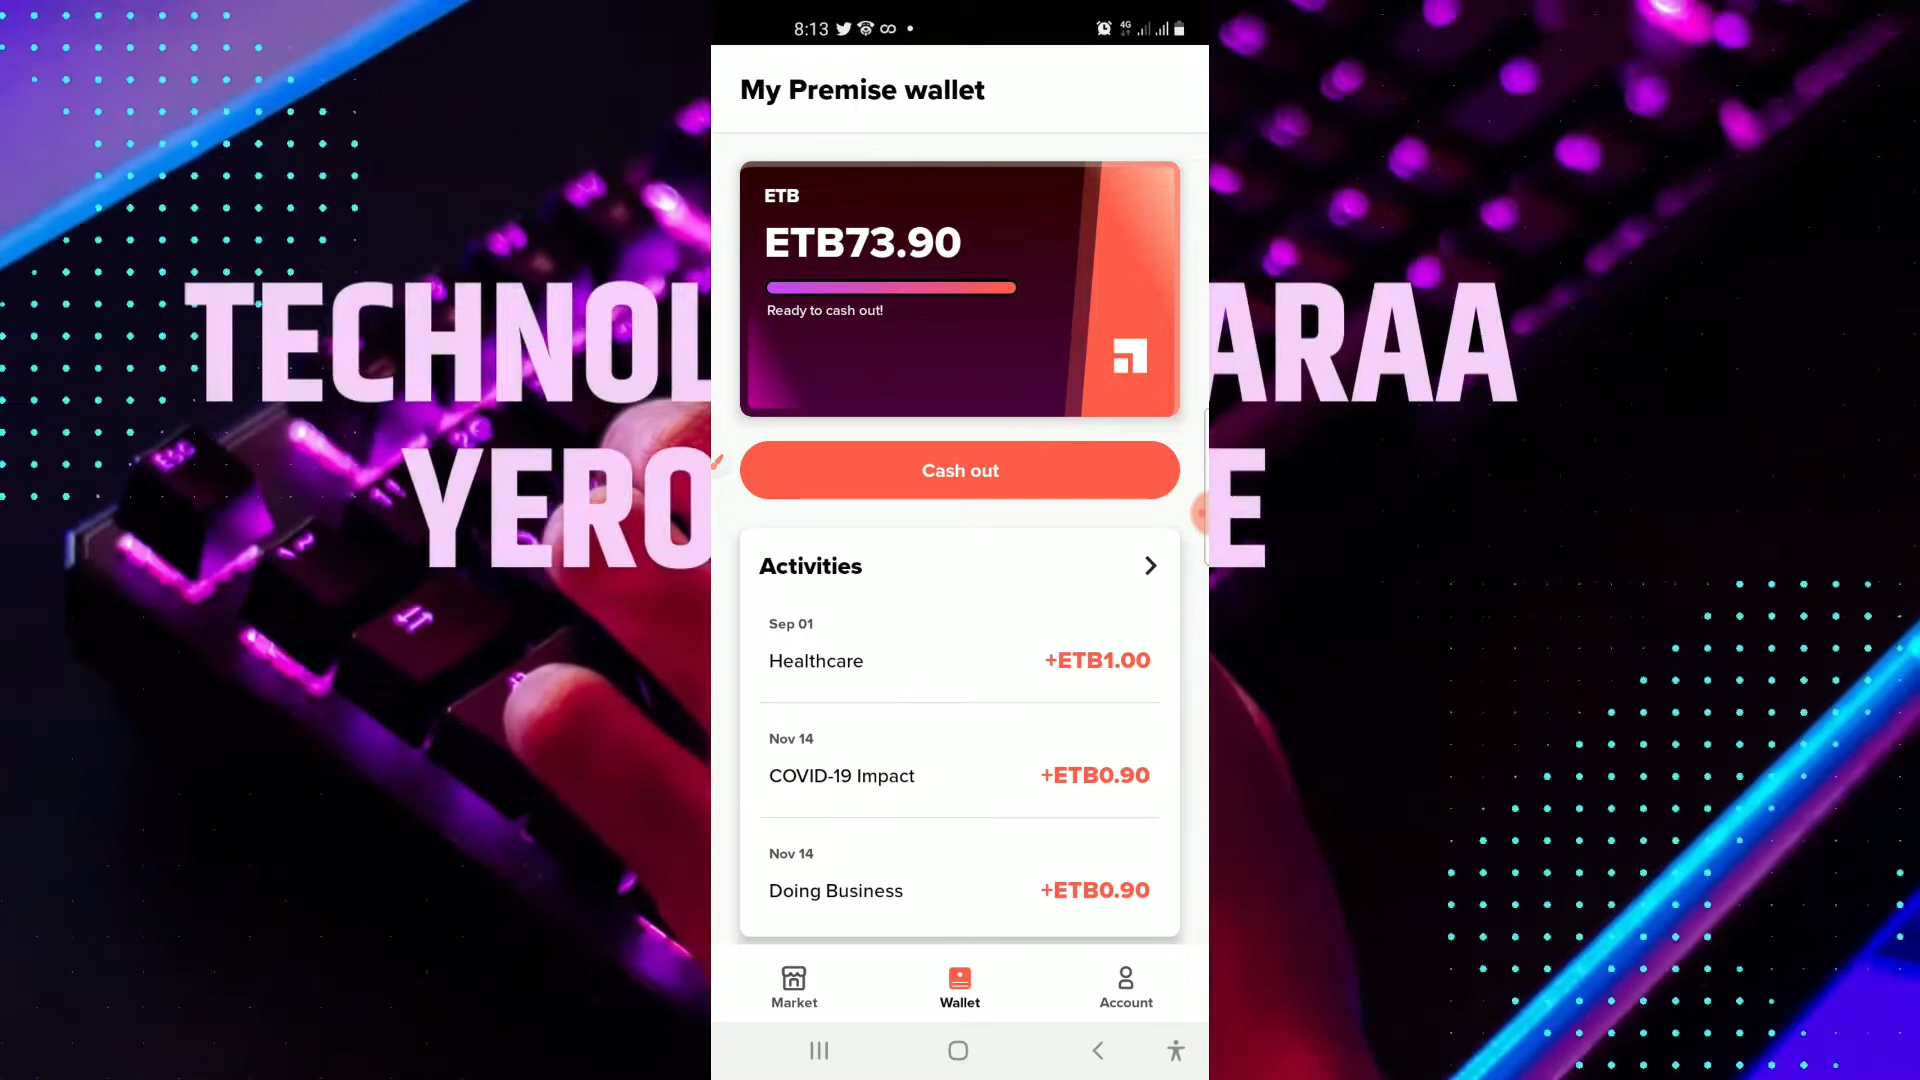 8:13
4G
My Premise wallet
ETB
ETB73.90
Ready to cash out!
TECHNOL
ARAA
Cash out
YERO
E
Activities
Sep 01
Healthcare +ETB1.00
Nov 14
COVID-19 Impact +ETB0.90
Nov 14
Doing Business +ETB0.90
Market Wallet Account
ESC